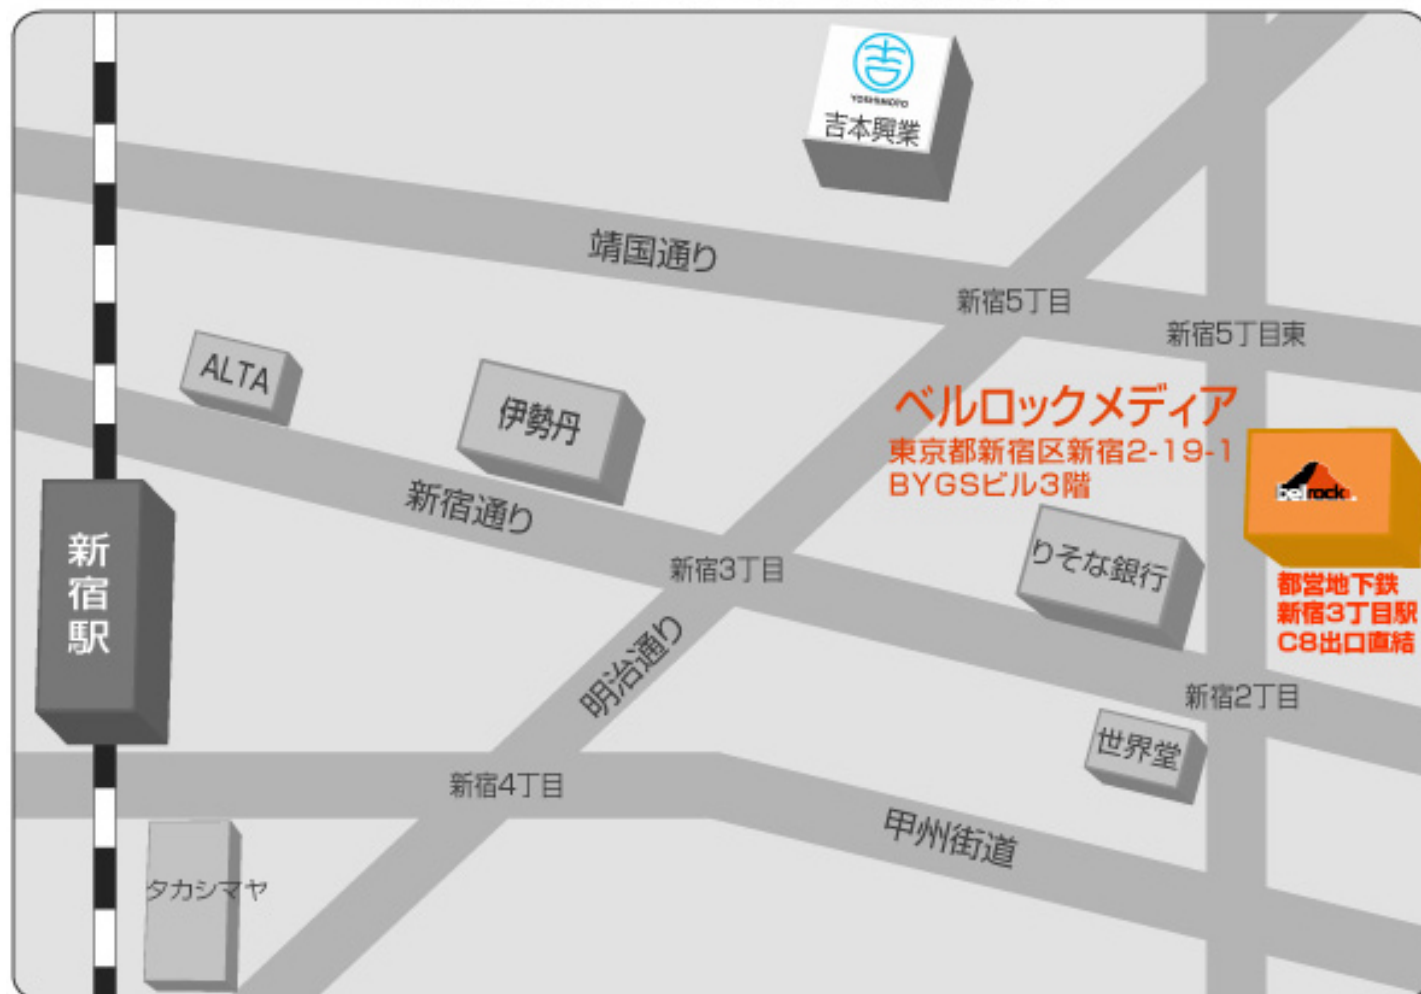 YOSHIMOTO
吉本興業
靖国通り
新宿5丁目
新宿5丁目東
ALTA
伊勢丹
ベルロックメディア
東京都新宿区新宿2-19-1
BYGSビル3階
belrock
新宿通り
新宿駅
新宿3丁目
りそな銀行
都営地下鉄
新宿3丁目駅
C8出口直結
明治通り
新宿2丁目
世界堂
新宿4丁目
甲州街道
タカシマヤ